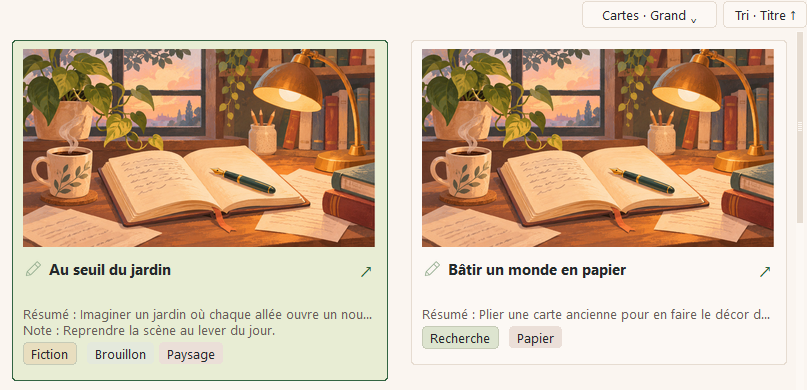 Cartes · Grand
Tri · Titre ↑
Au seuil du jardin ↗
Résumé : Imaginer un jardin où chaque allée ouvre un nou...
Note : Reprendre la scène au lever du jour.
Fiction Brouillon Paysage
Bâtir un monde en papier ↗
Résumé : Plier une carte ancienne pour en faire le décor d...
Recherche Papier